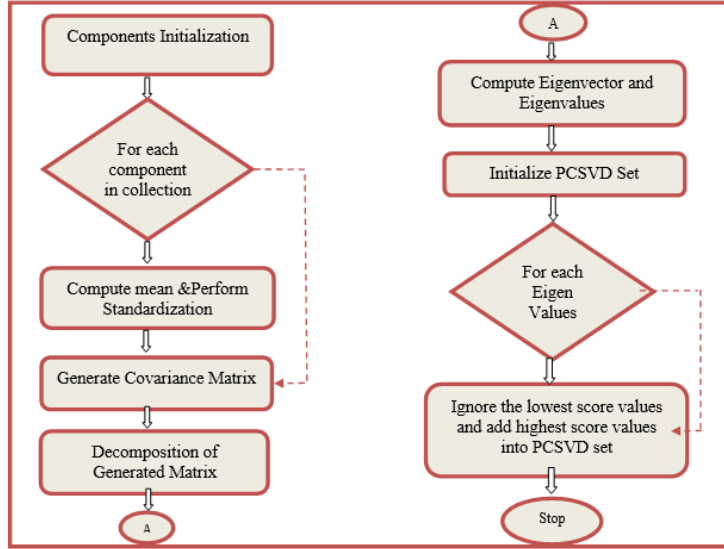 Components Initialization
For each
component
in collection
Compute mean &Perform
Standardization
Generate Covariance Matrix
Decomposition of
Generated Matrix
A
A
Compute Eigenvector and
Eigenvalues
Initialize PCSVD Set
For each
Eigen
Values
Ignore the lowest score values
and add highest score values
into PCSVD set
Stop